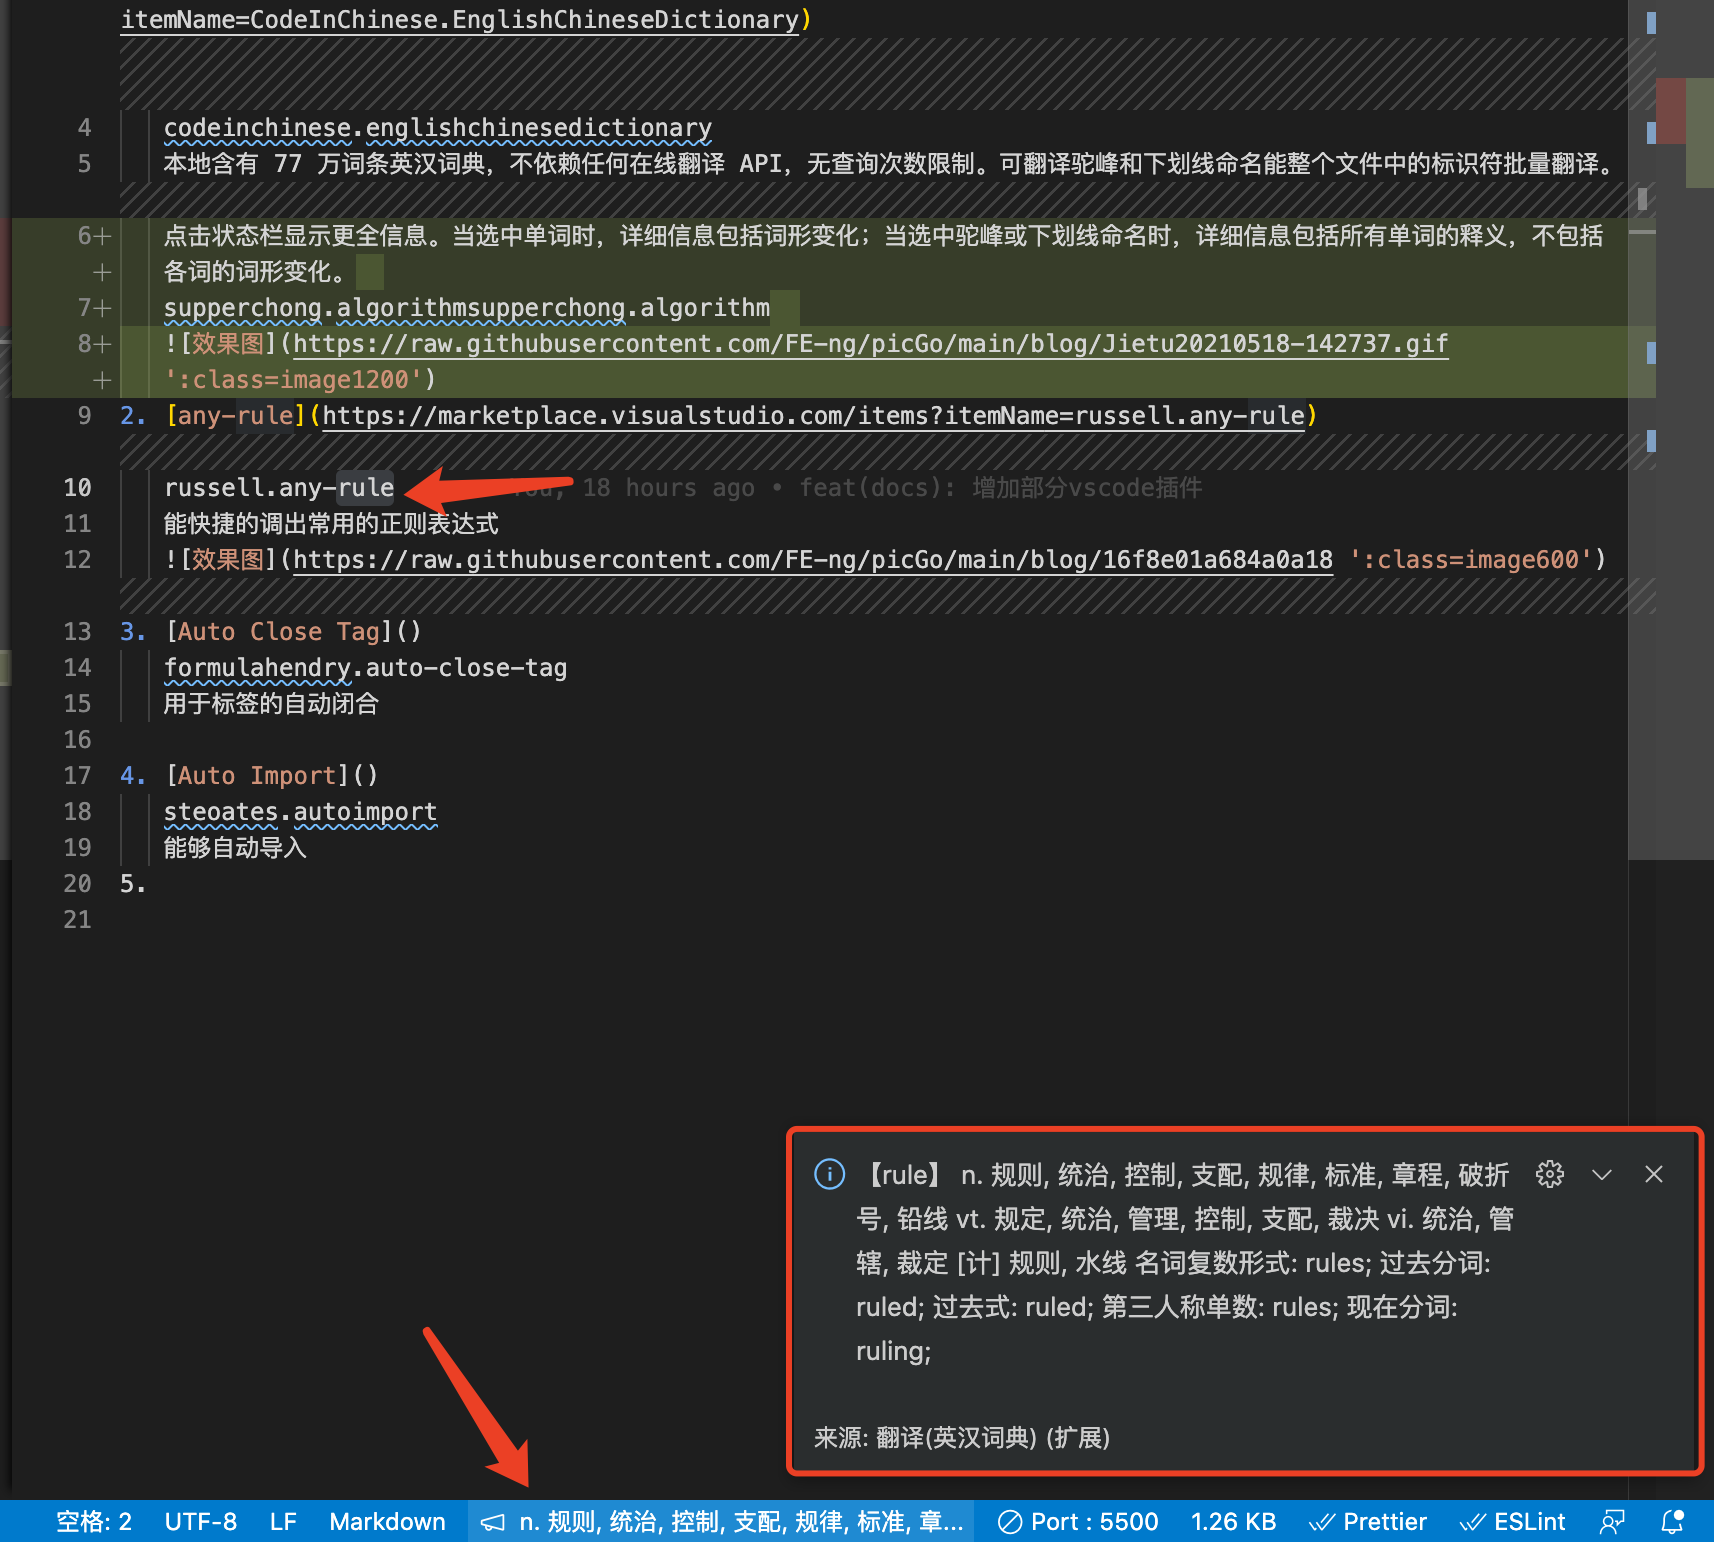 itemName=CodeInChinese.EnglishChineseDictionary)
4 codeinchinese.englishchinesedictionary
5 本地含有 77 万词条英汉词典，不依赖任何在线翻译 API，无查询次数限制。可翻译驼峰和下划线命名能整个文件中的标识符批量翻译。
6+ 点击状态栏显示更全信息。当选中单词时，详细信息包括词形变化；当选中驼峰或下划线命名时，详细信息包括所有单词的释义，不包括
+ 各词的词形变化。
7+ supperchong.algorithmsupperchong.algorithm
8+ ![效果图](https://raw.githubusercontent.com/FE-ng/picGo/main/blog/Jietu20210518-142737.gif
+ ':class=image1200')
9 2. [any-rule](https://marketplace.visualstudio.com/items?itemName=russell.any-rule)
10 russell.any-rule You, 18 hours ago • feat(docs): 增加部分vscode插件
11 能快捷的调出常用的正则表达式
12 ![效果图](https://raw.githubusercontent.com/FE-ng/picGo/main/blog/16f8e01a684a0a18 ':class=image600')
13 3. [Auto Close Tag]()
14 formulahendry.auto-close-tag
15 用于标签的自动闭合
16
17 4. [Auto Import]()
18 steoates.autoimport
19 能够自动导入
20 5.
21
【rule】 n. 规则, 统治, 控制, 支配, 规律, 标准, 章程, 破折
号, 铅线 vt. 规定, 统治, 管理, 控制, 支配, 裁决 vi. 统治, 管
辖, 裁定 [计] 规则, 水线 名词复数形式: rules; 过去分词:
ruled; 过去式: ruled; 第三人称单数: rules; 现在分词:
ruling;
来源: 翻译(英汉词典) (扩展)
空格: 2 UTF-8 LF Markdown n. 规则, 统治, 控制, 支配, 规律, 标准, 章... Port : 5500 1.26 KB Prettier ESLint